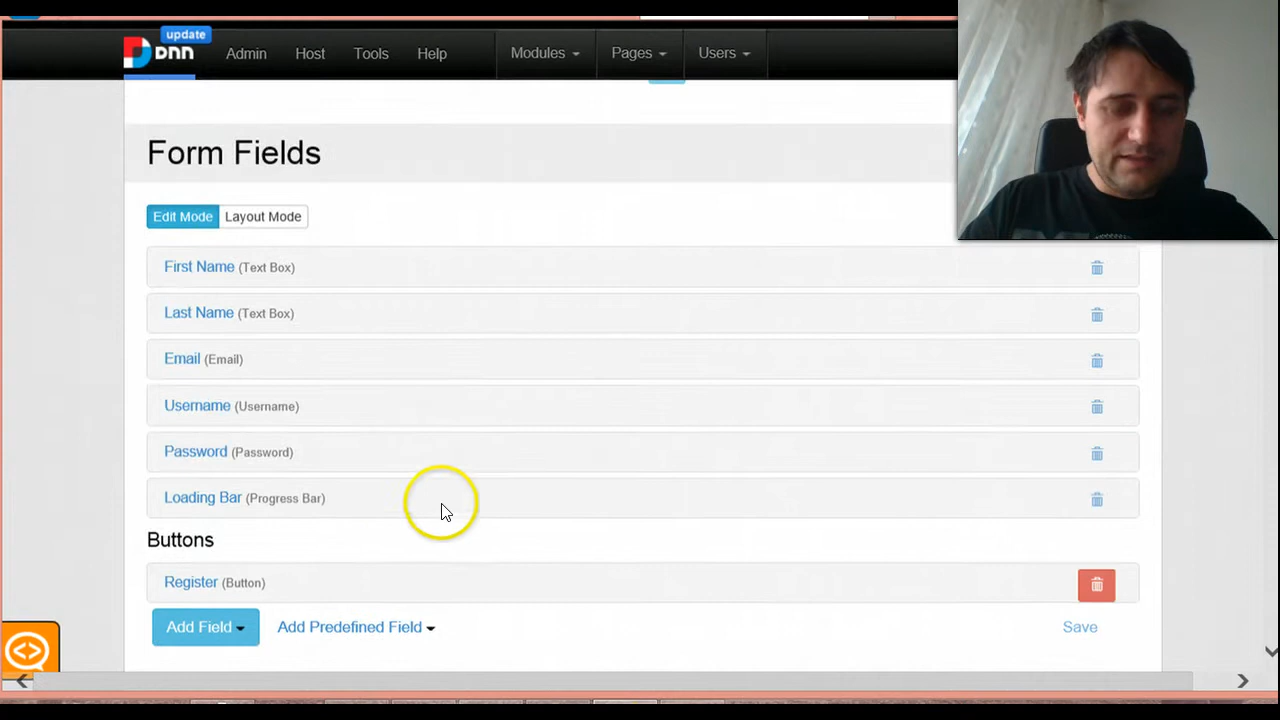 update
DNN Admin Host Tools Help Modules Pages Users
Form Fields
Edit Mode Layout Mode
First Name (Text Box)
Last Name (Text Box)
Email (Email)
Username (Username)
Password (Password)
Loading Bar (Progress Bar)
Buttons
Register (Button)
Add Field Add Predefined Field Save